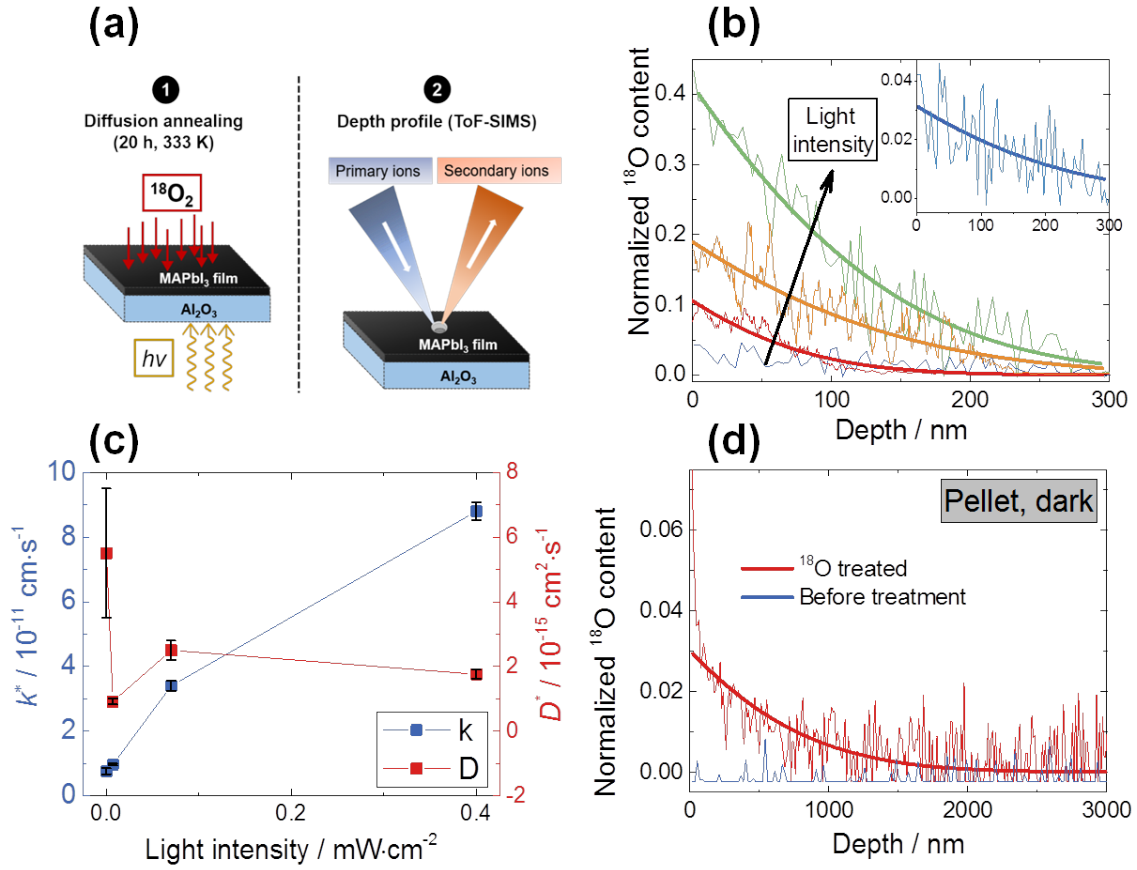 (a)
1
Diffusion annealing
(20 h, 333 K)
¹⁸O₂
MAPbI₃ film
Al₂O₃
hν
2
Depth profile (ToF-SIMS)
Primary ions
Secondary ions
MAPbI₃ film
Al₂O₃
(b)
Normalized ¹⁸O content
0.4
0.3
0.2
0.1
0.0
Light
intensity
0.04
0.02
0.00
0 100 200 300
0 100 200 300
Depth / nm
(c)
k* / 10⁻¹¹ cm·s⁻¹
10
8
6
4
2
0
D* / 10⁻¹⁵ cm²·s⁻¹
8
6
4
2
0
-2
k
D
0.0 0.2 0.4
Light intensity / mW·cm⁻²
(d)
Normalized ¹⁸O content
0.06
0.04
0.02
0.00
Pellet, dark
¹⁸O treated
Before treatment
0 1000 2000 3000
Depth / nm